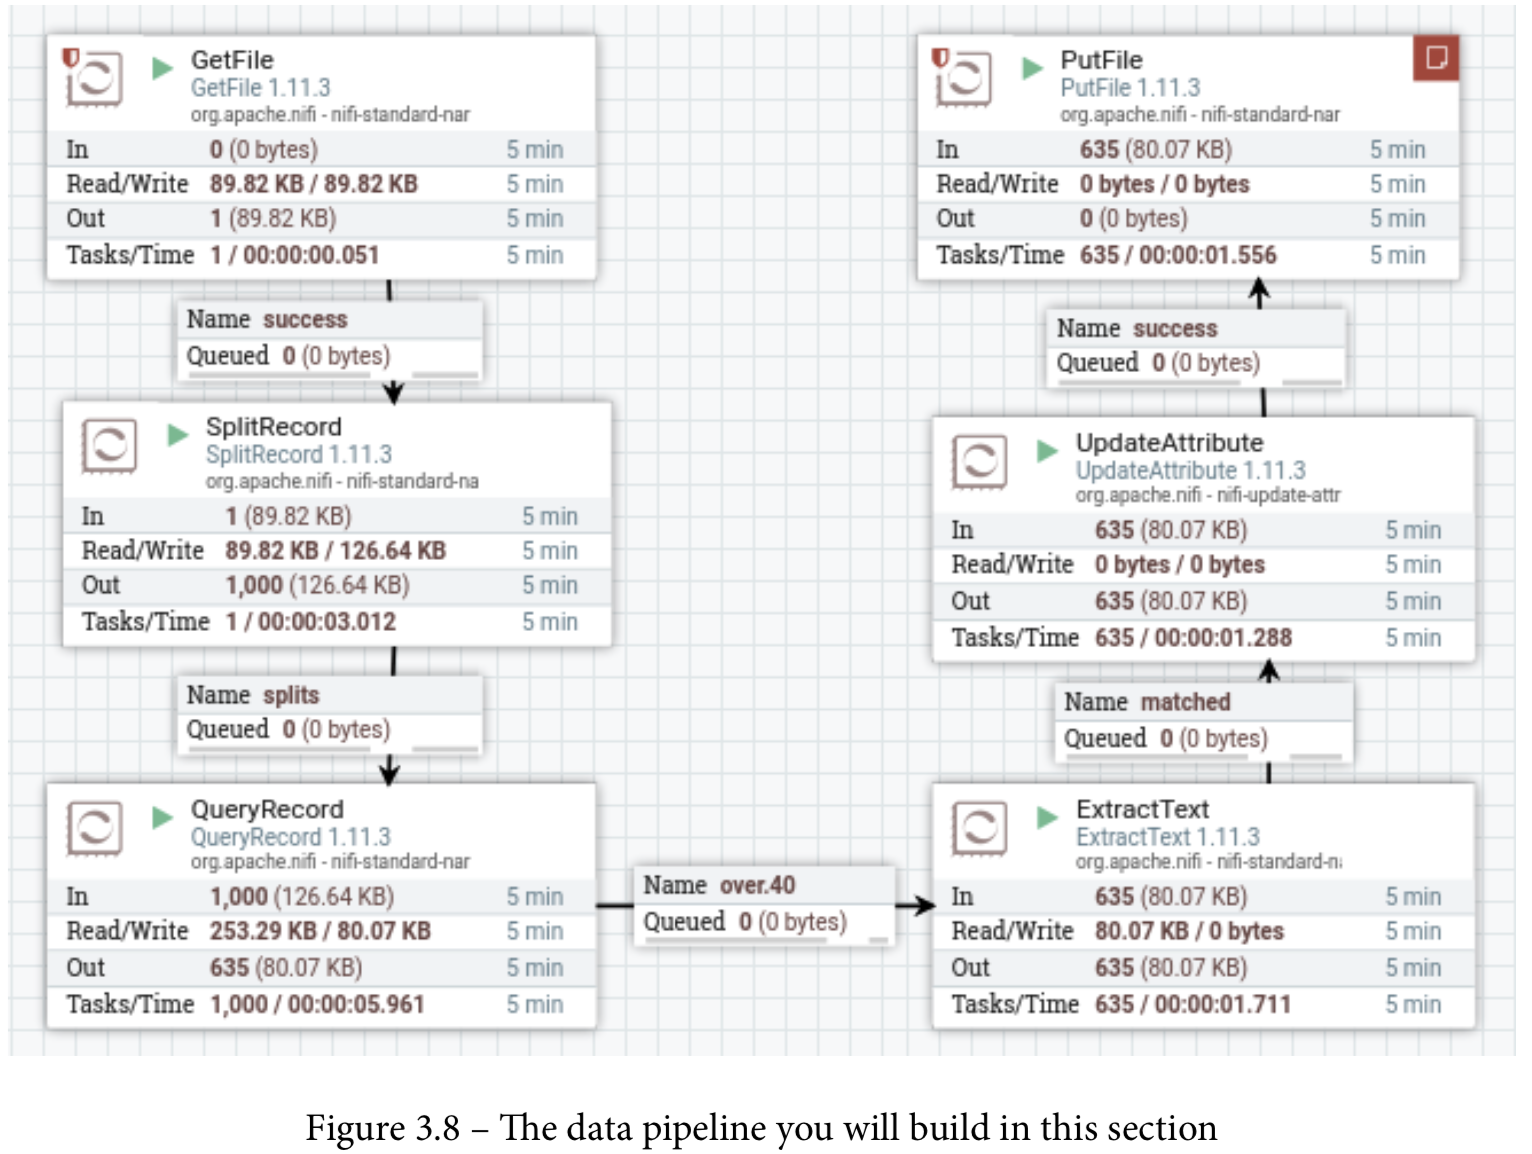 GetFile
GetFile 1.11.3
org.apache.nifi - nifi-standard-nar
In 0 (0 bytes) 5 min
Read/Write 89.82 KB / 89.82 KB 5 min
Out 1 (89.82 KB) 5 min
Tasks/Time 1 / 00:00:00.051 5 min
Name success
Queued 0 (0 bytes)
SplitRecord
SplitRecord 1.11.3
org.apache.nifi - nifi-standard-na
In 1 (89.82 KB) 5 min
Read/Write 89.82 KB / 126.64 KB 5 min
Out 1,000 (126.64 KB) 5 min
Tasks/Time 1 / 00:00:03.012 5 min
Name splits
Queued 0 (0 bytes)
QueryRecord
QueryRecord 1.11.3
org.apache.nifi - nifi-standard-nar
In 1,000 (126.64 KB) 5 min
Read/Write 253.29 KB / 80.07 KB 5 min
Out 635 (80.07 KB) 5 min
Tasks/Time 1,000 / 00:00:05.961 5 min
Name over.40
Queued 0 (0 bytes)
ExtractText
ExtractText 1.11.3
org.apache.nifi - nifi-standard-n
In 635 (80.07 KB) 5 min
Read/Write 80.07 KB / 0 bytes 5 min
Out 635 (80.07 KB) 5 min
Tasks/Time 635 / 00:00:01.711 5 min
Name matched
Queued 0 (0 bytes)
UpdateAttribute
UpdateAttribute 1.11.3
org.apache.nifi - nifi-update-attr
In 635 (80.07 KB) 5 min
Read/Write 0 bytes / 0 bytes 5 min
Out 635 (80.07 KB) 5 min
Tasks/Time 635 / 00:00:01.288 5 min
Name success
Queued 0 (0 bytes)
PutFile
PutFile 1.11.3
org.apache.nifi - nifi-standard-nar
In 635 (80.07 KB) 5 min
Read/Write 0 bytes / 0 bytes 5 min
Out 0 (0 bytes) 5 min
Tasks/Time 635 / 00:00:01.556 5 min
Figure 3.8 – The data pipeline you will build in this section